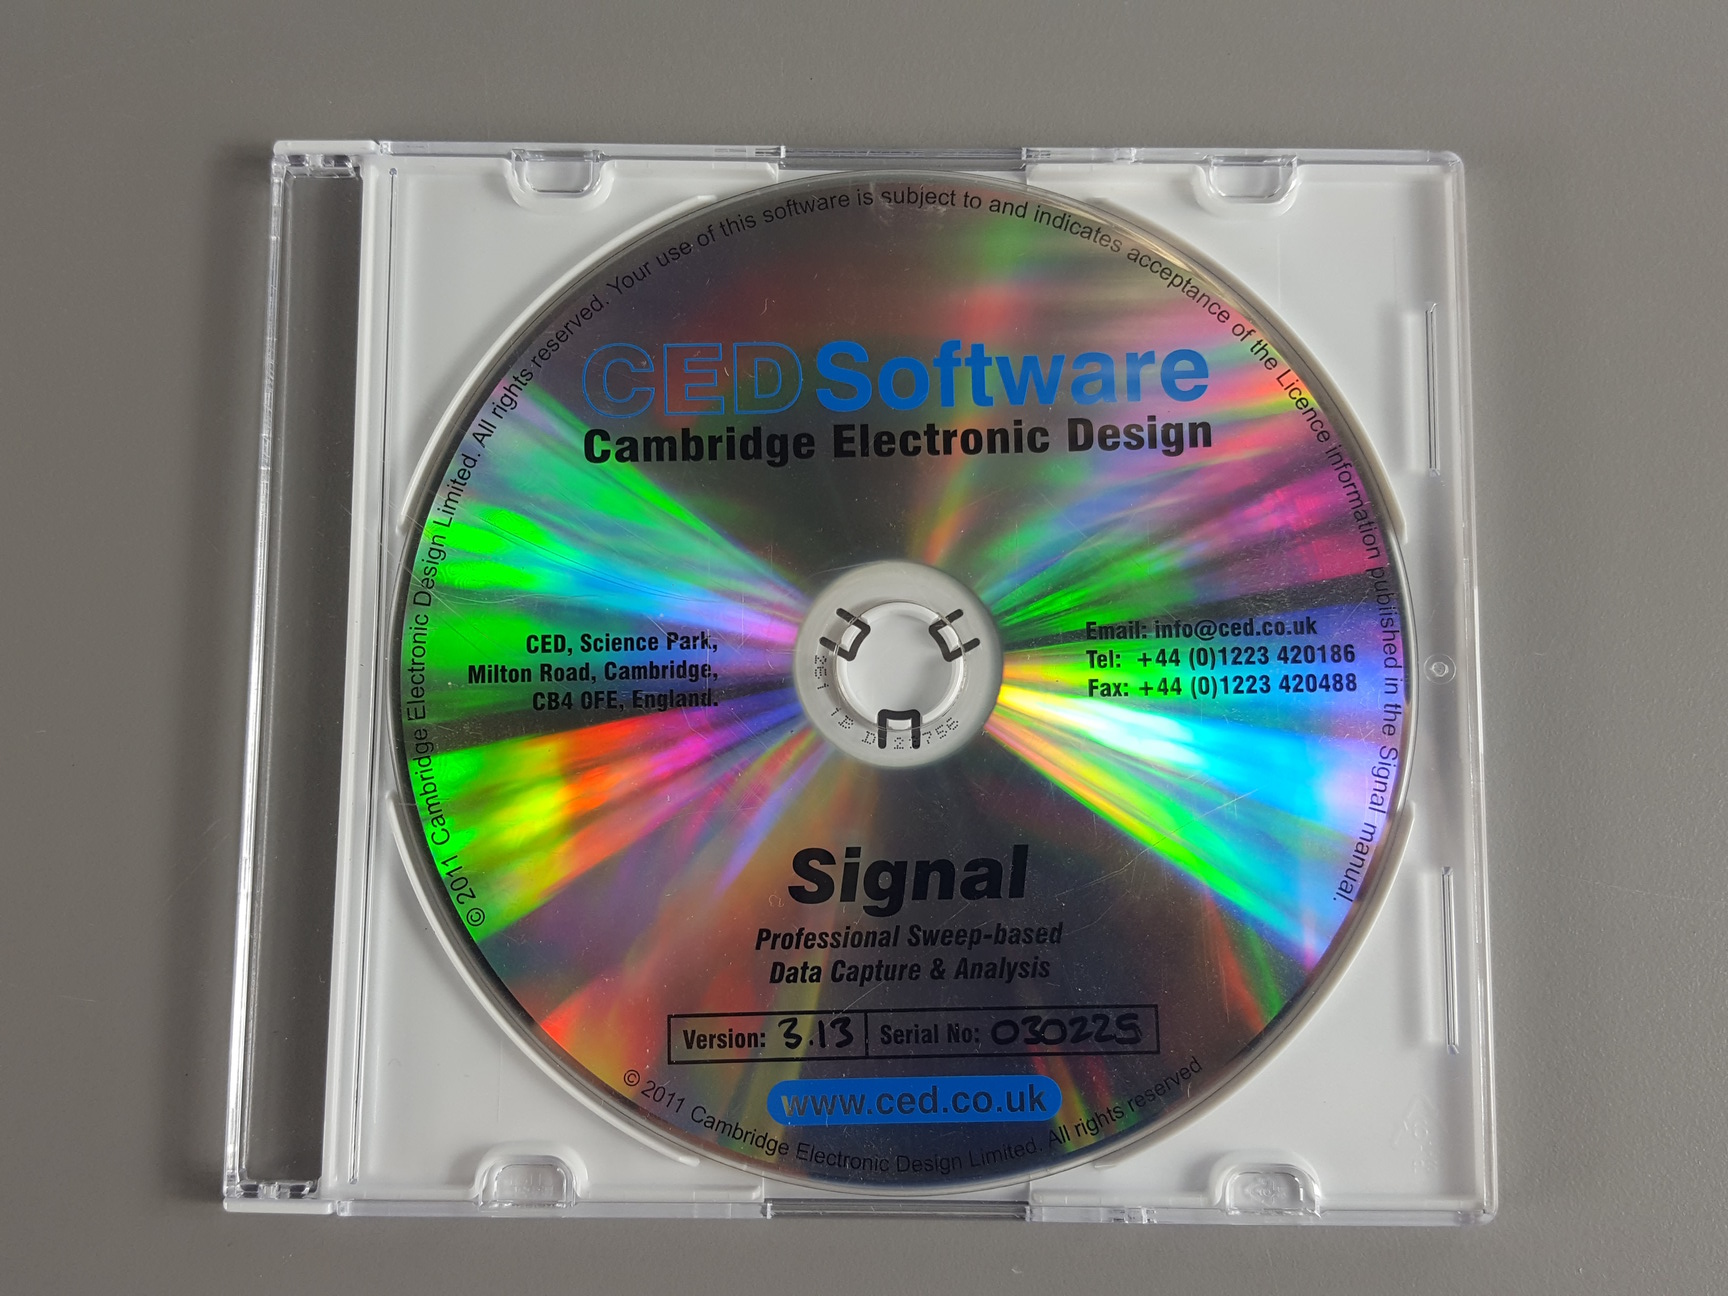 © 2011 Cambridge Electronic Design Limited. All rights reserved. Your use of this software is subject to and indicates acceptance of the Licence information published in the Signal manual.
CED Software
Cambridge Electronic Design
CED, Science Park,
Milton Road, Cambridge,
CB4 0FE, England.
Email: info@ced.co.uk
Tel: +44 (0)1223 420186
Fax: +44 (0)1223 420488
Signal
Professional Sweep-based
Data Capture & Analysis
Version: 3.13 Serial No: 030225
www.ced.co.uk
© 2011 Cambridge Electronic Design Limited. All rights reserved